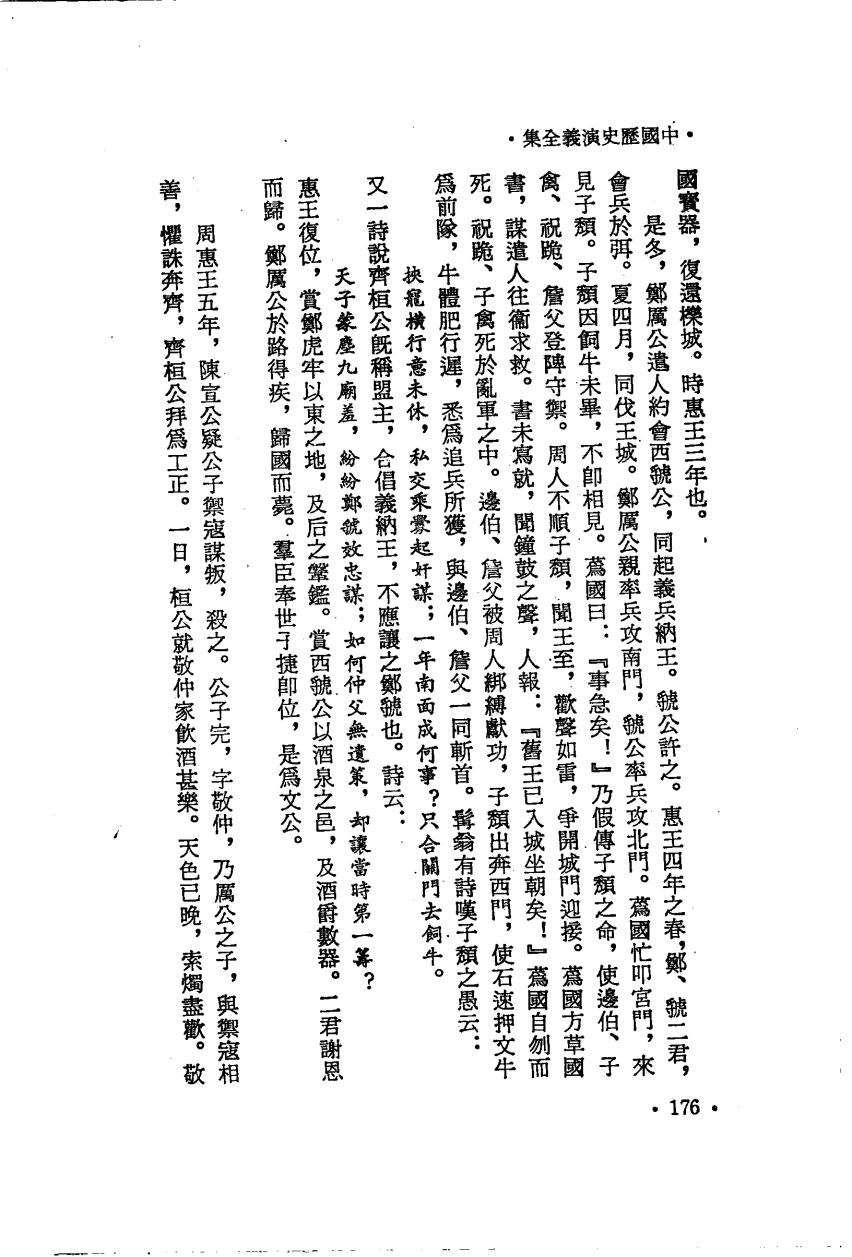 ·中國歷史演義全集·
國寳器，復還櫟城。時惠王三年也。
是冬，鄭厲公遣人約會西虢公，同起義兵納王。虢公許之。惠王四年之春，鄭、虢二君，
會兵於弭。夏四月，同伐王城。鄭厲公親率兵攻南門，虢公率兵攻北門。蒍國忙叩宮門，來
見子頹。子頹因飼牛未畢，不卽相見。蒍國曰：『事急矣！』乃假傳子頹之命，使邊伯、子
禽、祝跪、詹父登陴守禦。周人不順子頹，聞王至，歡聲如雷，爭開城門迎接。蒍國方草國
書，謀遣人往衞求救。書未寫就，聞鐘鼓之聲，人報：『舊王已入城坐朝矣！』蒍國自刎而
死。祝跪、子禽死於亂軍之中。邊伯、詹父被周人綁縛獻功，子頹出奔西門，使石速押文牛
爲前隊，牛體肥行遲，悉爲追兵所獲，與邊伯、詹父一同斬首。髯翁有詩嘆子頹之愚云：
挾寵橫行意未休，私交乘釁起奸謀；一年南面成何事？只合關門去飼牛。
又一詩說齊桓公旣稱盟主，合倡義納王，不應讓之鄭虢也。詩云：
天子蒙塵九廟羞，紛紛鄭虢效忠謀；如何仲父無遺策，却讓當時第一籌？
惠王復位，賞鄭虎牢以東之地，及后之鞶鑑。賞西虢公以酒泉之邑，及酒爵數器。二君謝恩
而歸。鄭厲公於路得疾，歸國而薨。羣臣奉世子捷卽位，是爲文公。
周惠王五年，陳宣公疑公子禦寇謀叛，殺之。公子完，字敬仲，乃厲公之子，與禦寇相
善，懼誅奔齊，齊桓公拜爲工正。一日，桓公就敬仲家飲酒甚樂。天色已晚，索燭盡歡。敬
·176·